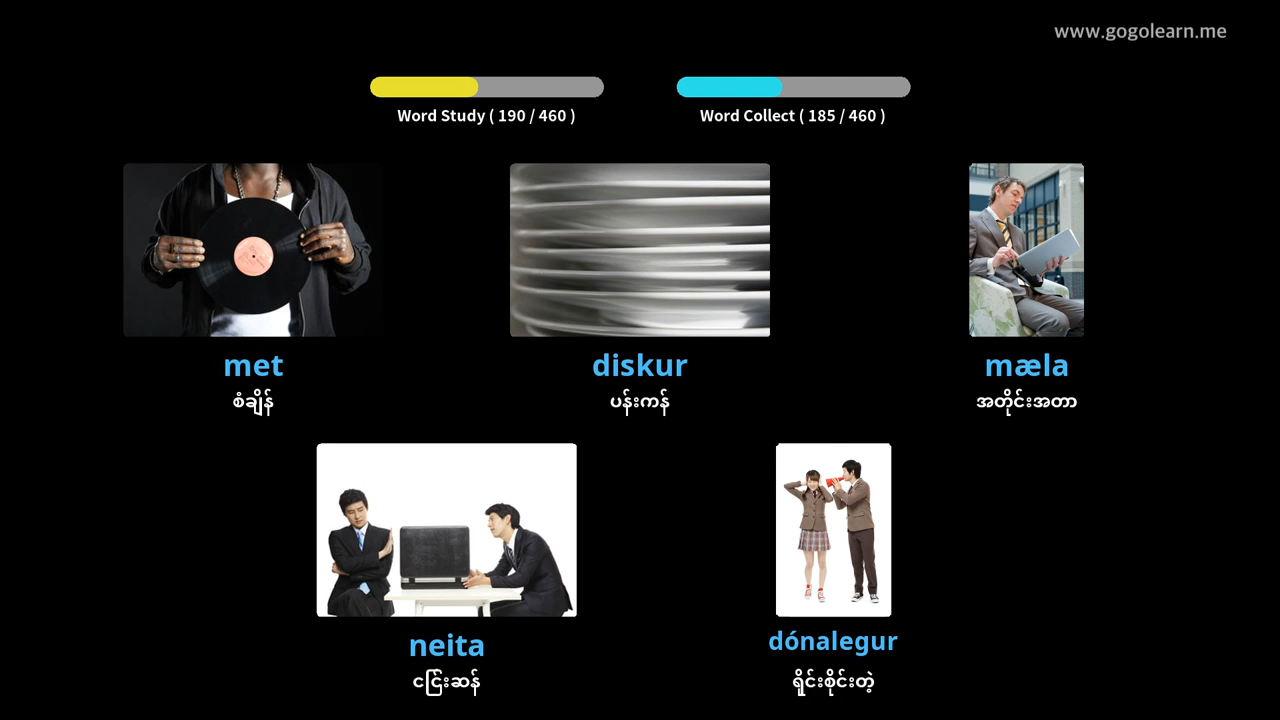 www.gogolearn.me
Word Study ( 190 / 460 )
Word Collect ( 185 / 460 )
met
စံချိန်
diskur
ပန်းကန်
mæla
အတိုင်းအတာ
neita
ငငြ်းဆန်
dónalegur
ရိုင်းစိုင်းတဲ့